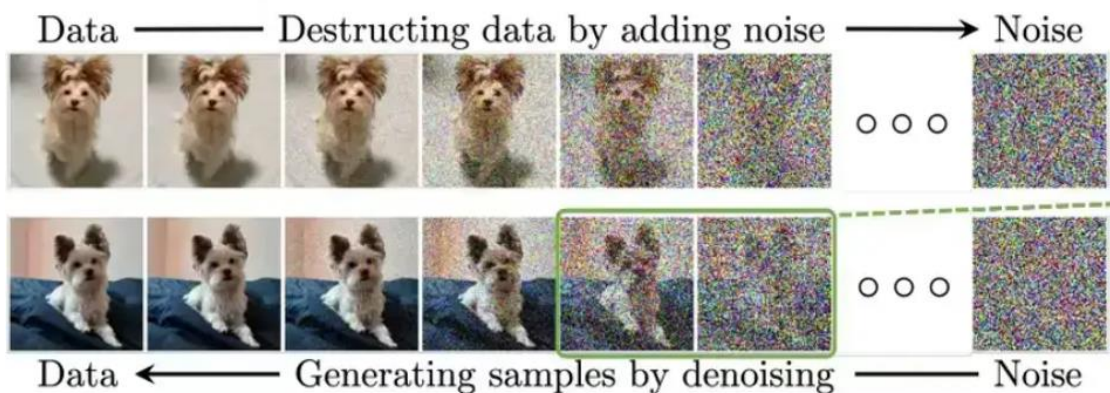 Data Destructing data by adding noise Noise
Data Generating samples by denoising Noise